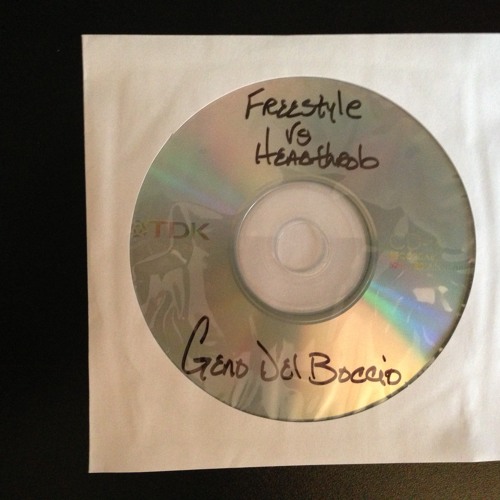 Freestyle
vs
Heartthrob
TDK
Geno Del Boccio